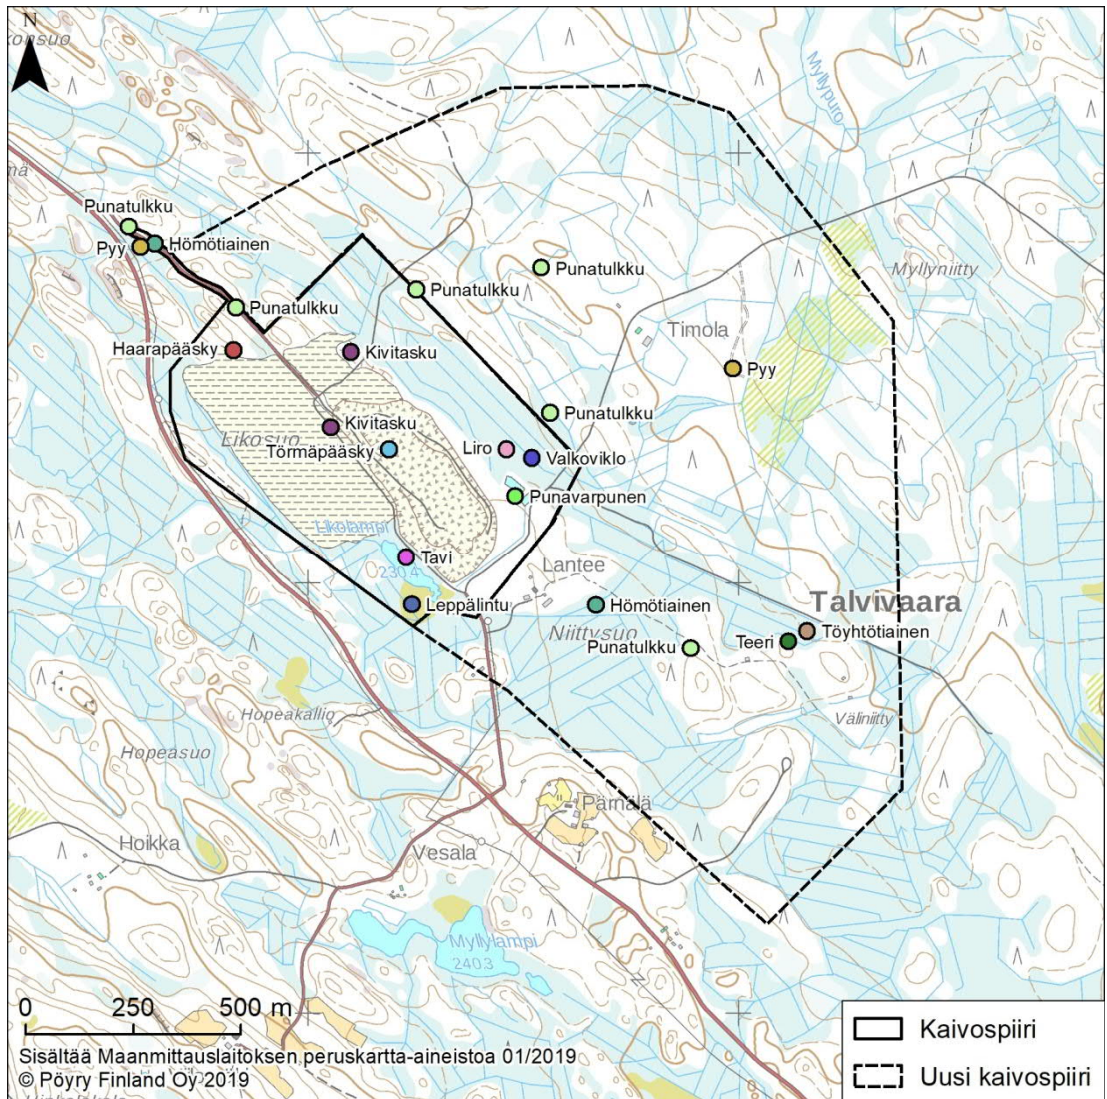 N
Myllypuro
Punatulkku
Hömötiainen
Pyy
Punatulkku
Punatulkku
Myllyniitty
Punatulkku
Timola
Haarapääsky
Kivitasku
Pyy
Punatulkku
Kivitasku
Likosuo
Törmäpääsky
Liro
Valkoviklo
Punavarpunen
Likolampi
Tavi
230.4
Lantee
Leppälintu
Hömötiainen
Talvivaara
Niittysuo
Töyhtötiainen
Teeri
Punatulkku
Hopeakallio
Väliniitty
Hopeasuo
Pärnälä
Hoikka
Vesala
Myllylampi
240.3
0 250 500 m
Kaivospiiri
Sisältää Maanmittauslaitoksen peruskartta-aineistoa 01/2019
© Pöyry Finland Oy 2019
Uusi kaivospiiri